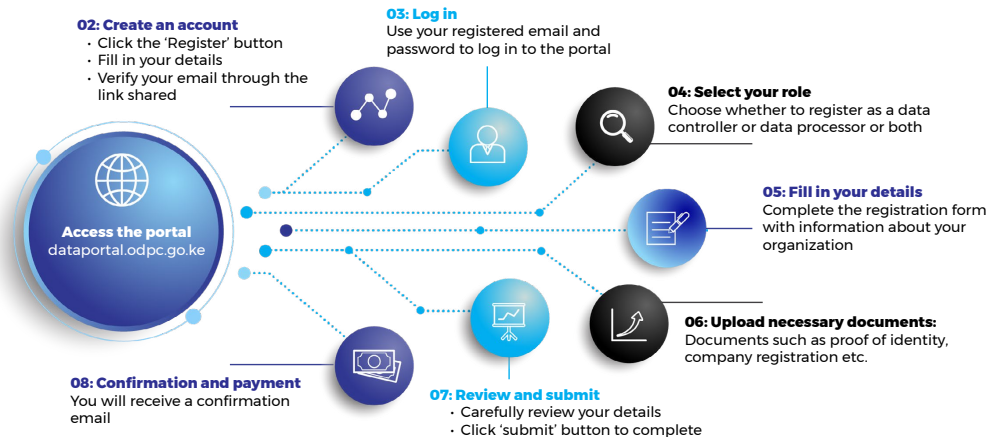 Access the portal
dataportal.odpc.go.ke
02: Create an account
• Click the ‘Register’ button
• Fill in your details
• Verify your email through the
link shared
03: Log in
Use your registered email and
password to log in to the portal
04: Select your role
Choose whether to register as a data
controller or data processor or both
05: Fill in your details
Complete the registration form
with information about your
organization
06: Upload necessary documents:
Documents such as proof of identity,
company registration etc.
07: Review and submit
• Carefully review your details
• Click ‘submit’ button to complete
08: Confirmation and payment
You will receive a confirmation
email